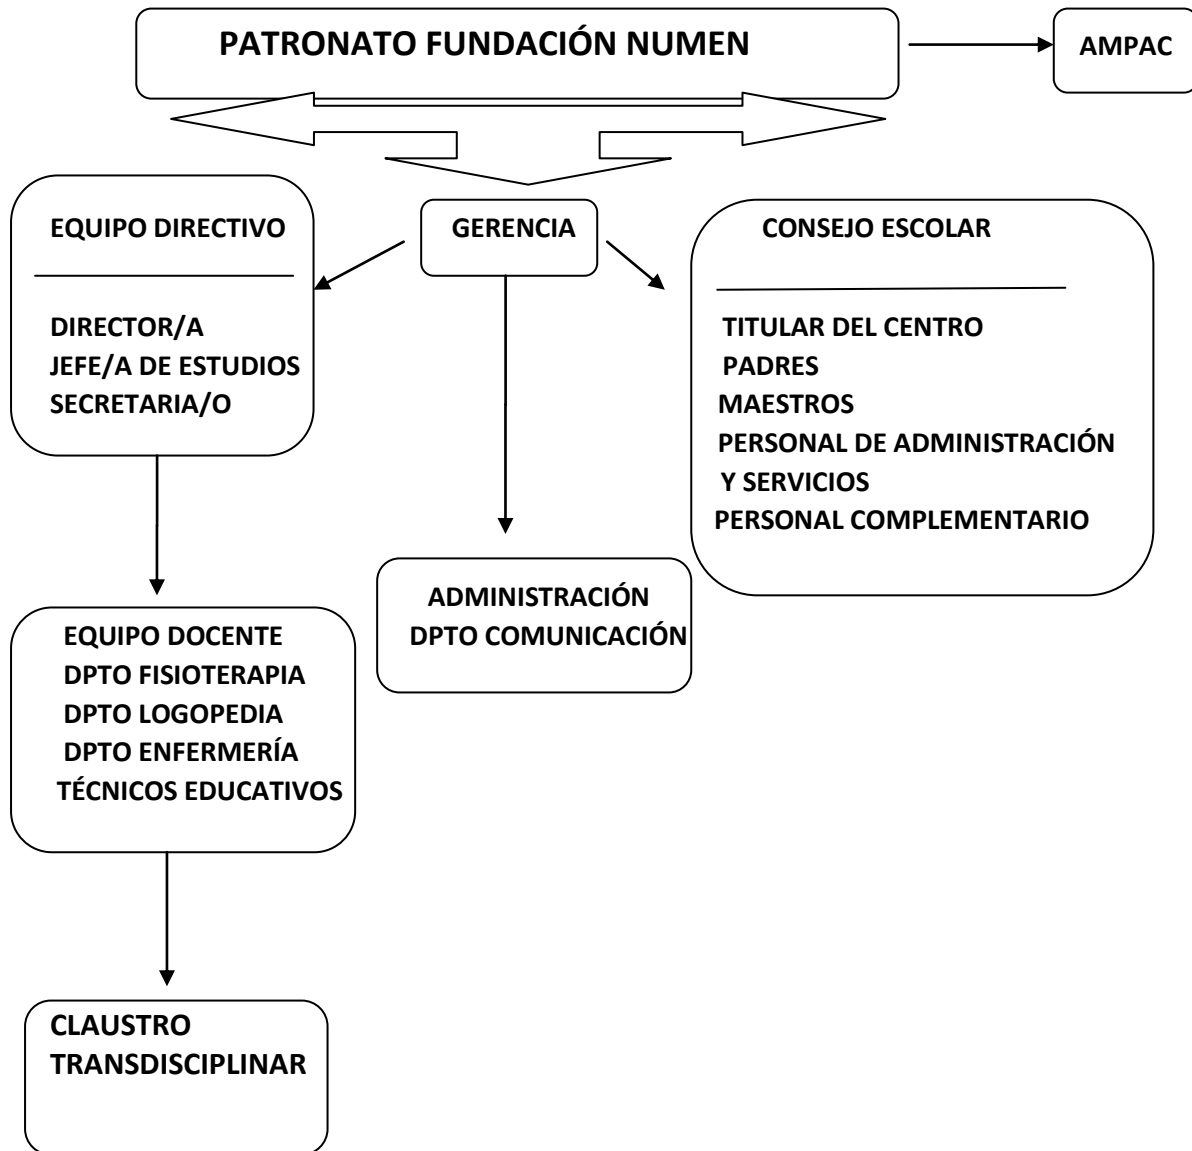 PATRONATO FUNDACIÓN NUMEN
AMPAC
EQUIPO DIRECTIVO
DIRECTOR/A
JEFE/A DE ESTUDIOS
SECRETARIA/O
GERENCIA
CONSEJO ESCOLAR
TITULAR DEL CENTRO
PADRES
MAESTROS
PERSONAL DE ADMINISTRACIÓN
Y SERVICIOS
PERSONAL COMPLEMENTARIO
ADMINISTRACIÓN
DPTO COMUNICACIÓN
EQUIPO DOCENTE
DPTO FISIOTERAPIA
DPTO LOGOPEDIA
DPTO ENFERMERÍA
TÉCNICOS EDUCATIVOS
CLAUSTRO
TRANSDISCIPLINAR